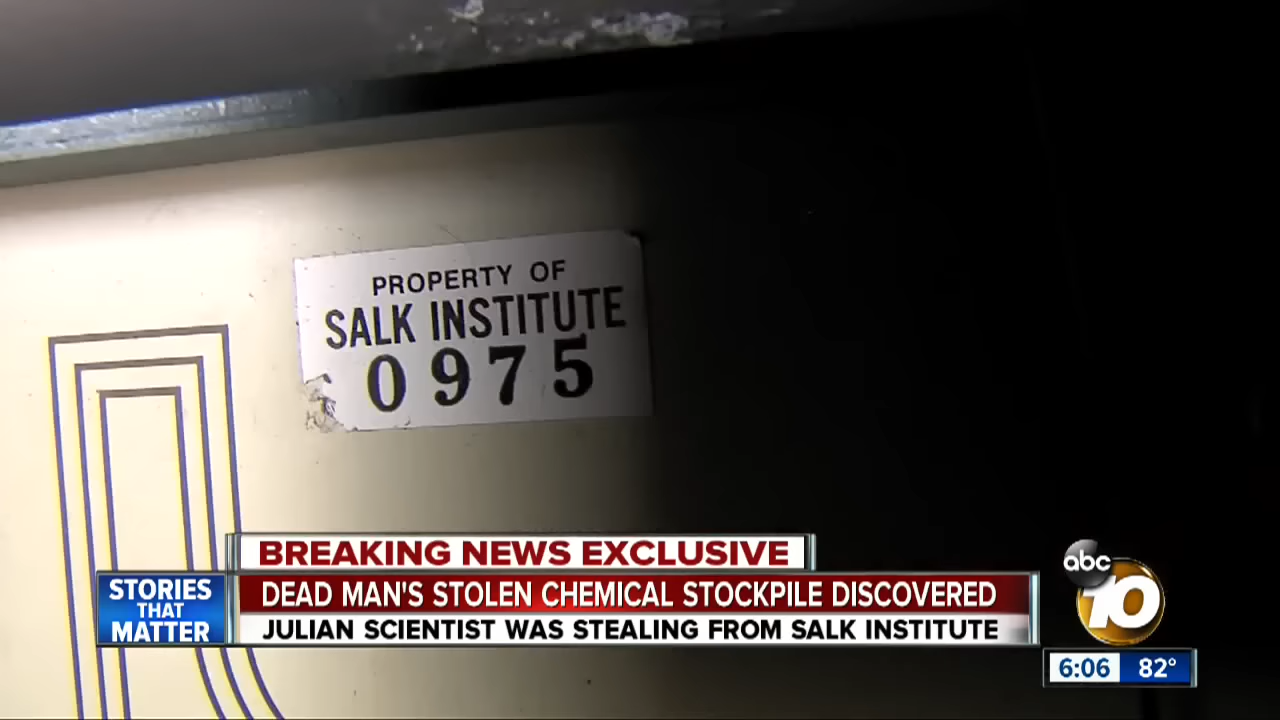 PROPERTY OF
SALK INSTITUTE
0975
BREAKING NEWS EXCLUSIVE
STORIES
THAT
MATTER
DEAD MAN'S STOLEN CHEMICAL STOCKPILE DISCOVERED
JULIAN SCIENTIST WAS STEALING FROM SALK INSTITUTE
abc
10
6:06 82°